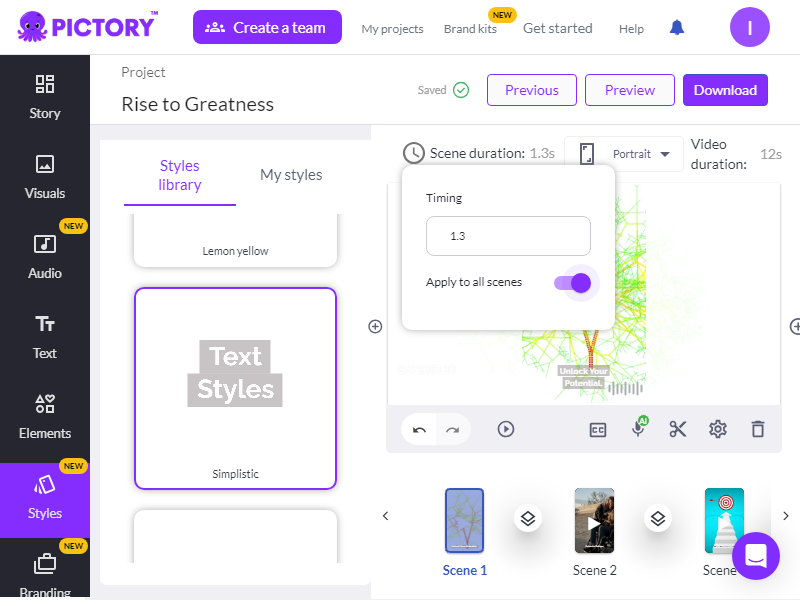 PICTORY™
Create a team
My projects
Brand kits
NEW
Get started
Help
I
Story
Visuals
NEW
Audio
Text
Elements
NEW
Styles
NEW
Branding
Project
Rise to Greatness
Saved
Previous
Preview
Download
Styles
library
My styles
Lemon yellow
Text
Styles
Simplistic
Scene duration: 1.3s
Portrait
Video
duration:
12s
Timing
1.3
Apply to all scenes
Unlock Your
Potential.
CC
AI
Scene 1
Scene 2
Scene